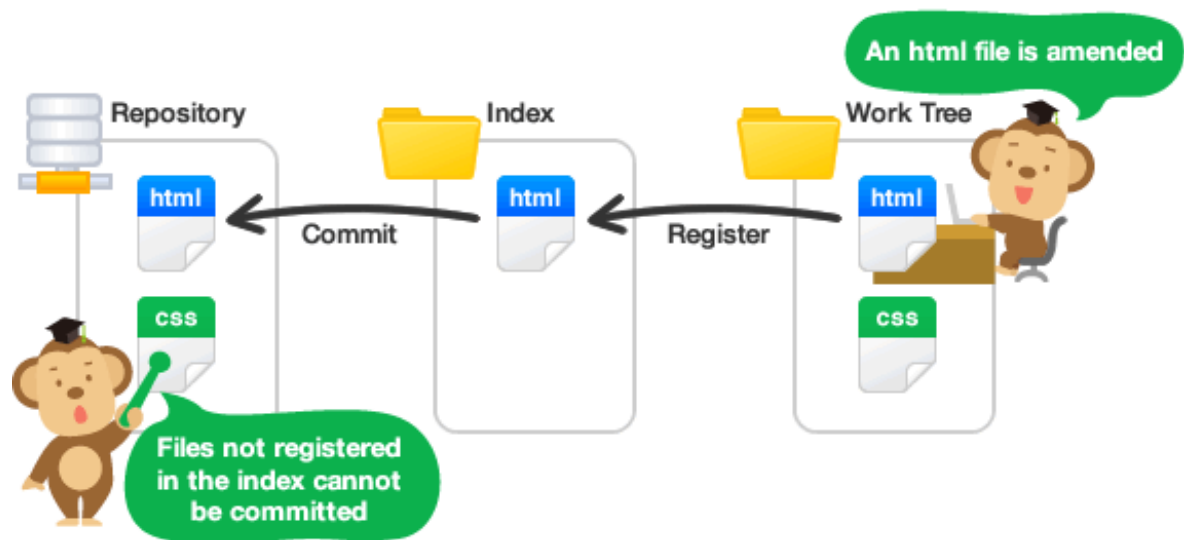 An html file is amended
Repository
Index
Work Tree
html
html
html
Commit
Register
css
css
Files not registered
in the index cannot
be committed